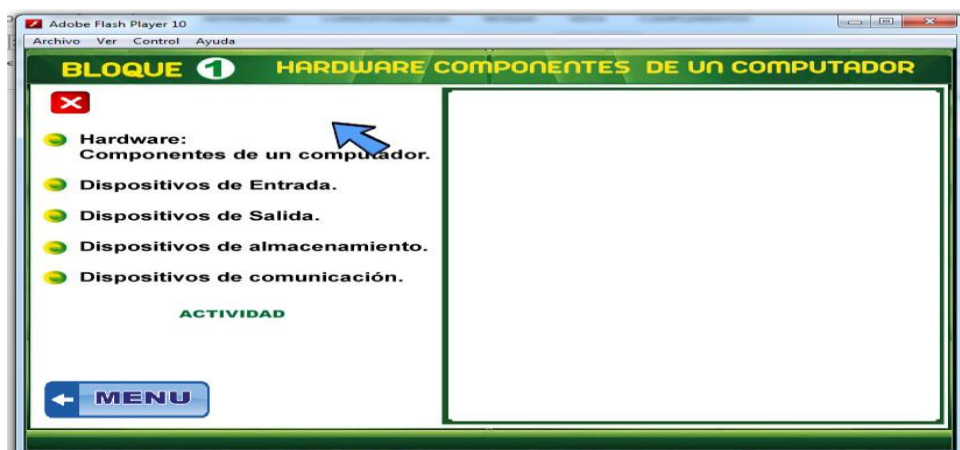 Adobe Flash Player 10
Archivo Ver Control Ayuda
BLOQUE 1 HARDWARE COMPONENTES DE UN COMPUTADOR
Hardware:
Componentes de un computador.
Dispositivos de Entrada.
Dispositivos de Salida.
Dispositivos de almacenamiento.
Dispositivos de comunicación.
ACTIVIDAD
MENU